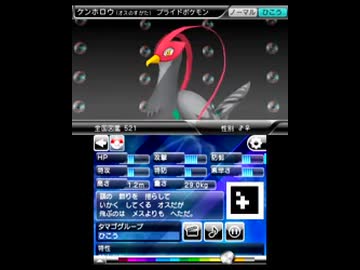 ケンホロウ（オスのすがた） プライドポケモン ノーマル ひこう
全国図鑑 521 性別 ♂♀
HP 攻撃 防御
特攻 特防 素早さ
高さ 1.2m 重さ 29.0kg
頭の 飾りを 揺らして
いかく してくる オスだが
飛ぶのは メスよりも へただ。
タマゴグループ
ひこう
特性